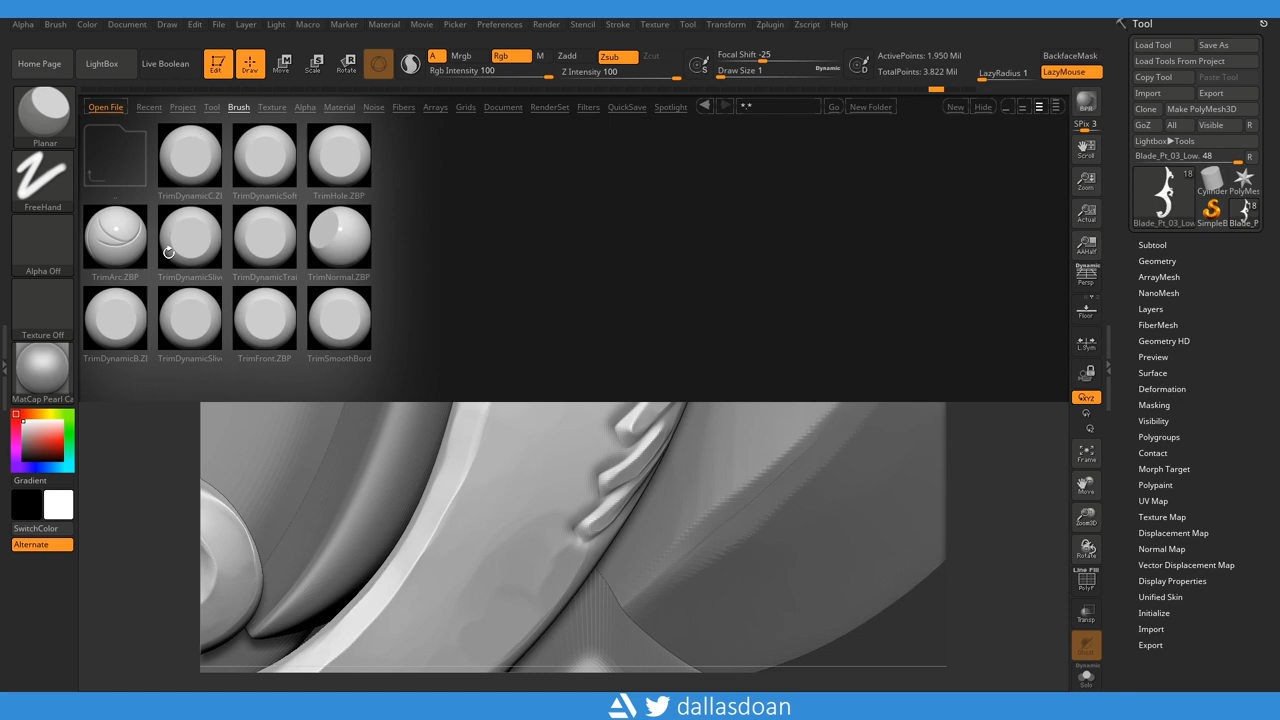 Alpha Brush Color Document Draw Edit File Layer Light Macro Marker Material Movie Picker Preferences Render Stencil Stroke Texture Tool Transform Zplugin Zscript Help
Home Page LightBox Live Boolean Edit Draw Move Scale Rotate
A Mrgb Rgb M Zadd Zsub Zcut
Rgb Intensity 100 Z Intensity 100
Focal Shift -25
Draw Size 1 Dynamic
S D
LazyRadius 1
ActivePoints: 1.950 Mil
TotalPoints: 3.822 Mil
BackfaceMask
LazyMouse
Open File Recent Project Tool Brush Texture Alpha Material Noise Fibers Arrays Grids Document RenderSet Filters QuickSave Spotlight *.* Go New Folder New Hide
..
TrimDynamicC.ZI TrimDynamicSoft TrimHole.ZBP
TrimArc.ZBP TrimDynamicSliv TrimDynamicTrai TrimNormal.ZBP
TrimDynamicB.ZI TrimDynamicSliv TrimFront.ZBP TrimSmoothBord
Planar
FreeHand
Alpha Off
Texture Off
MatCap Pearl Ca
Gradient
SwitchColor
Alternate
BPR
SPix 3
Scroll
Zoom
Actual
AAHalf
Dynamic
Persp
Floor
L.Sym
XYZ
Frame
Move
Zoom3D
Rotate
Line Fill
PolyF
Transp
Ghost
Dynamic
Solo
Tool
Load Tool Save As
Load Tools From Project
Copy Tool Paste Tool
Import Export
Clone Make PolyMesh3D
GoZ All Visible R
Lightbox▶Tools
Blade_Pt_03_Low. 48 R
18
Cylinder PolyMes
18
Blade_Pt_03_Low SimpleB Blade_P
Subtool
Geometry
ArrayMesh
NanoMesh
Layers
FiberMesh
Geometry HD
Preview
Surface
Deformation
Masking
Visibility
Polygroups
Contact
Morph Target
Polypaint
UV Map
Texture Map
Displacement Map
Normal Map
Vector Displacement Map
Display Properties
Unified Skin
Initialize
Import
Export
dallasdoan